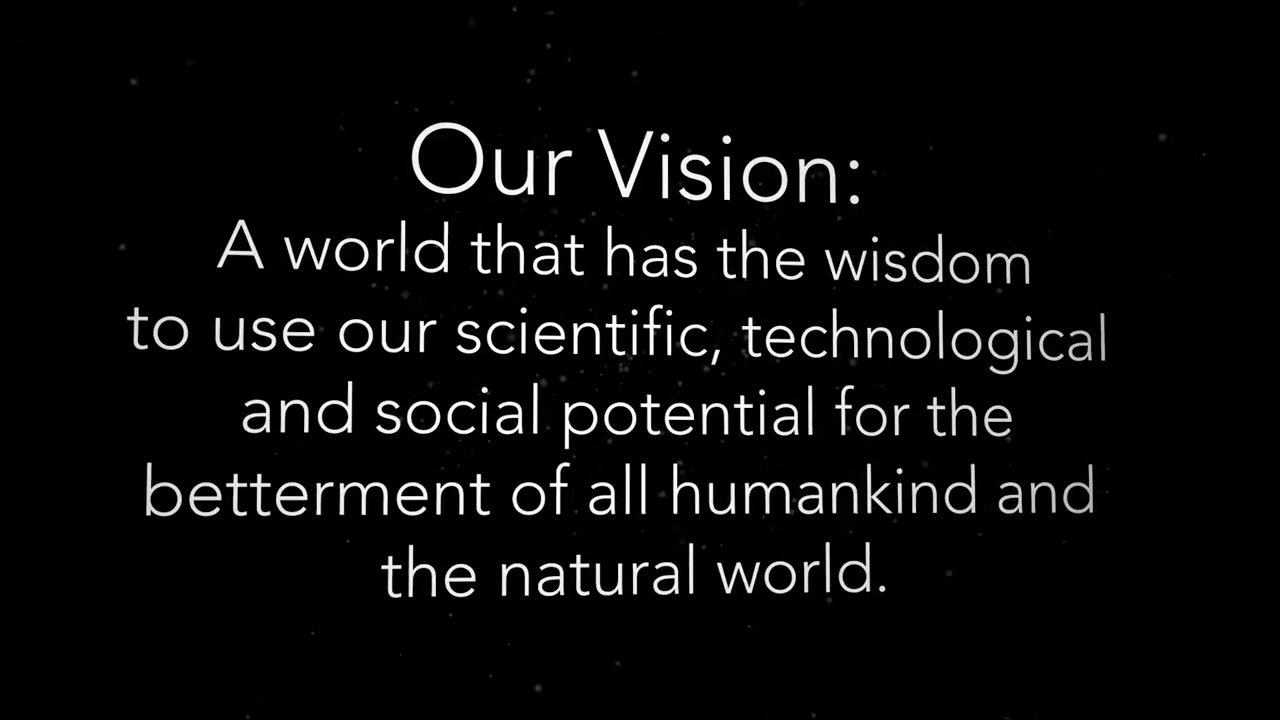 Our Vision:
A world that has the wisdom
to use our scientific, technological
and social potential for the
betterment of all humankind and
the natural world.